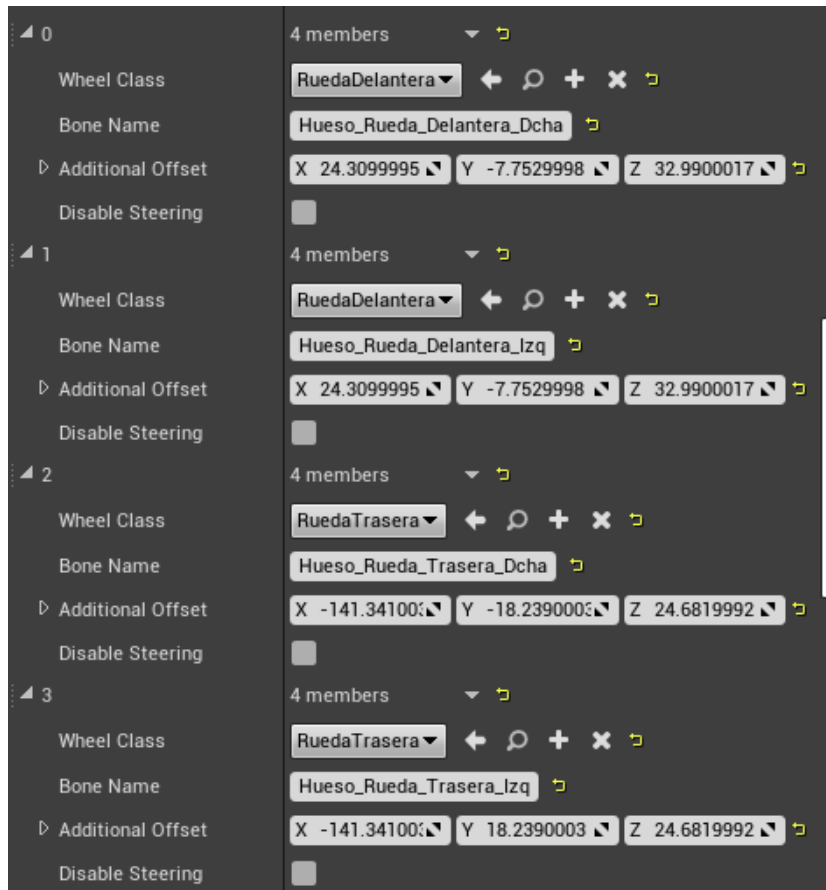 0 4 members
Wheel Class RuedaDelantera
Bone Name Hueso_Rueda_Delantera_Dcha
Additional Offset X 24.3099995 Y -7.7529998 Z 32.9900017
Disable Steering
1 4 members
Wheel Class RuedaDelantera
Bone Name Hueso_Rueda_Delantera_Izq
Additional Offset X 24.3099995 Y -7.7529998 Z 32.9900017
Disable Steering
2 4 members
Wheel Class RuedaTrasera
Bone Name Hueso_Rueda_Trasera_Dcha
Additional Offset X -141.341003 Y -18.2390003 Z 24.6819992
Disable Steering
3 4 members
Wheel Class RuedaTrasera
Bone Name Hueso_Rueda_Trasera_Izq
Additional Offset X -141.341003 Y 18.2390003 Z 24.6819992
Disable Steering